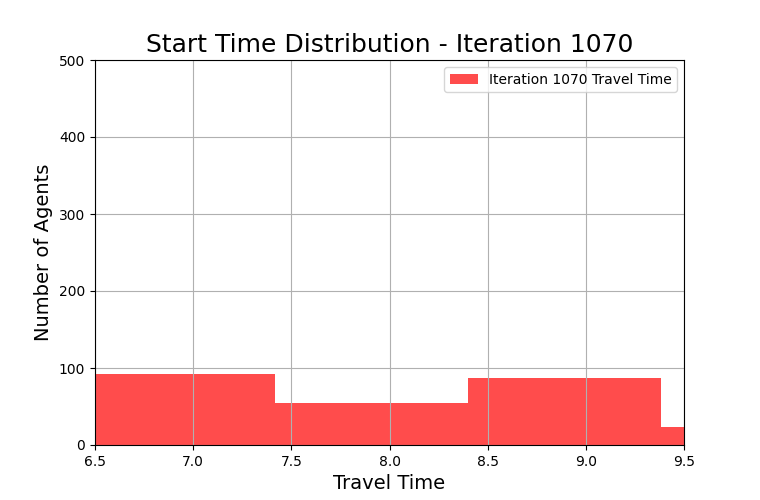 Start Time Distribution - Iteration 1070
Iteration 1070 Travel Time
Number of Agents
500
400
300
200
100
0
6.5 7.0 7.5 8.0 8.5 9.0 9.5
Travel Time